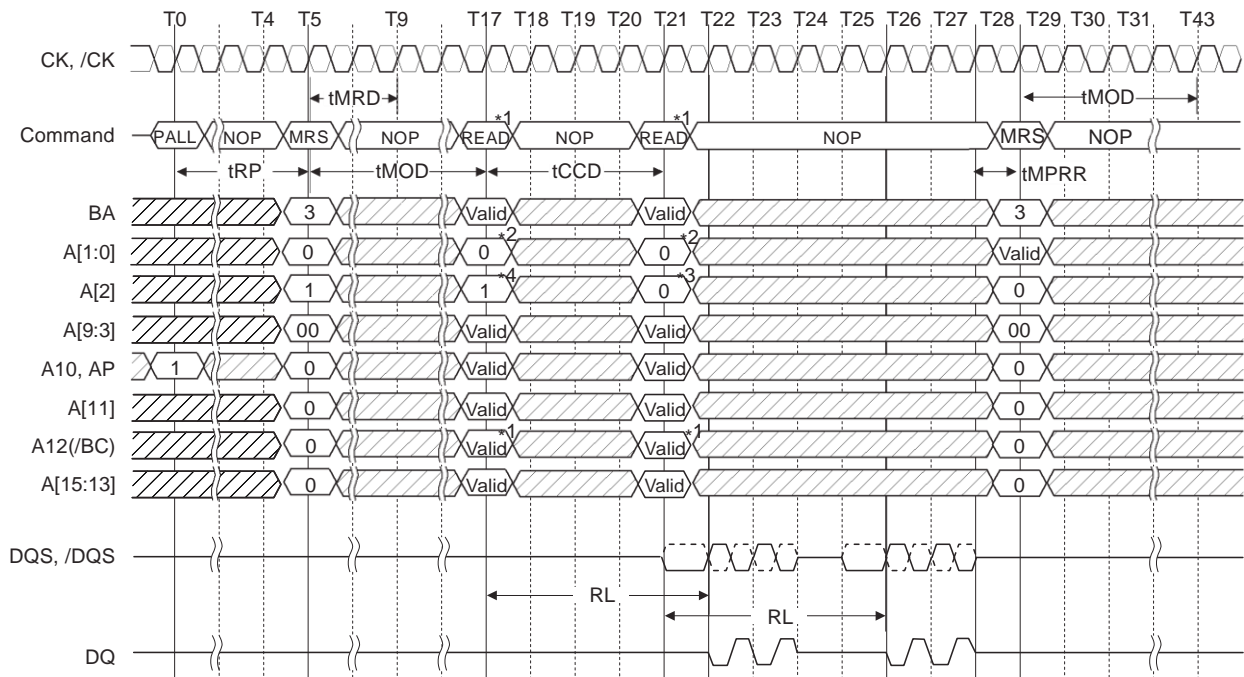 T0 T4 T5 T9 T17 T18 T19 T20 T21 T22 T23 T24 T25 T26 T27 T28 T29 T30 T31 T43
CK, /CK
tMRD tMOD
Command PALL NOP MRS NOP READ *1 NOP READ *1 NOP MRS NOP
tRP tMOD tCCD tMPRR
BA 3 Valid Valid 3
A[1:0] 0 0 *2 0 *2 Valid
A[2] 1 1 *4 0 *3 0
A[9:3] 00 Valid Valid 00
A10, AP 1 0 Valid Valid 0
A[11] 0 Valid Valid 0
A12(/BC) 0 Valid *1 Valid *1 0
A[15:13] 0 Valid Valid 0
DQS, /DQS
RL
RL
DQ